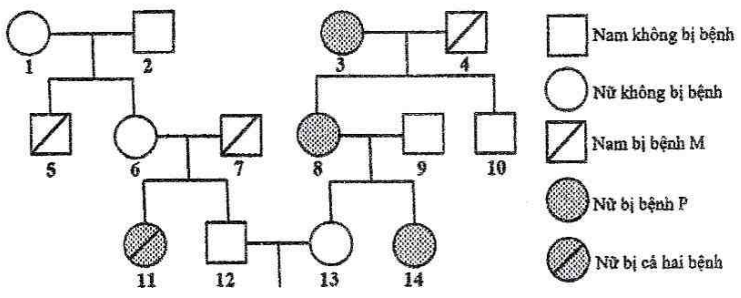 1
2
3
4
5
6
7
8
9
10
11
12
13
14
Nam không bị bệnh
Nữ không bị bệnh
Nam bị bệnh M
Nữ bị bệnh P
Nữ bị cả hai bệnh